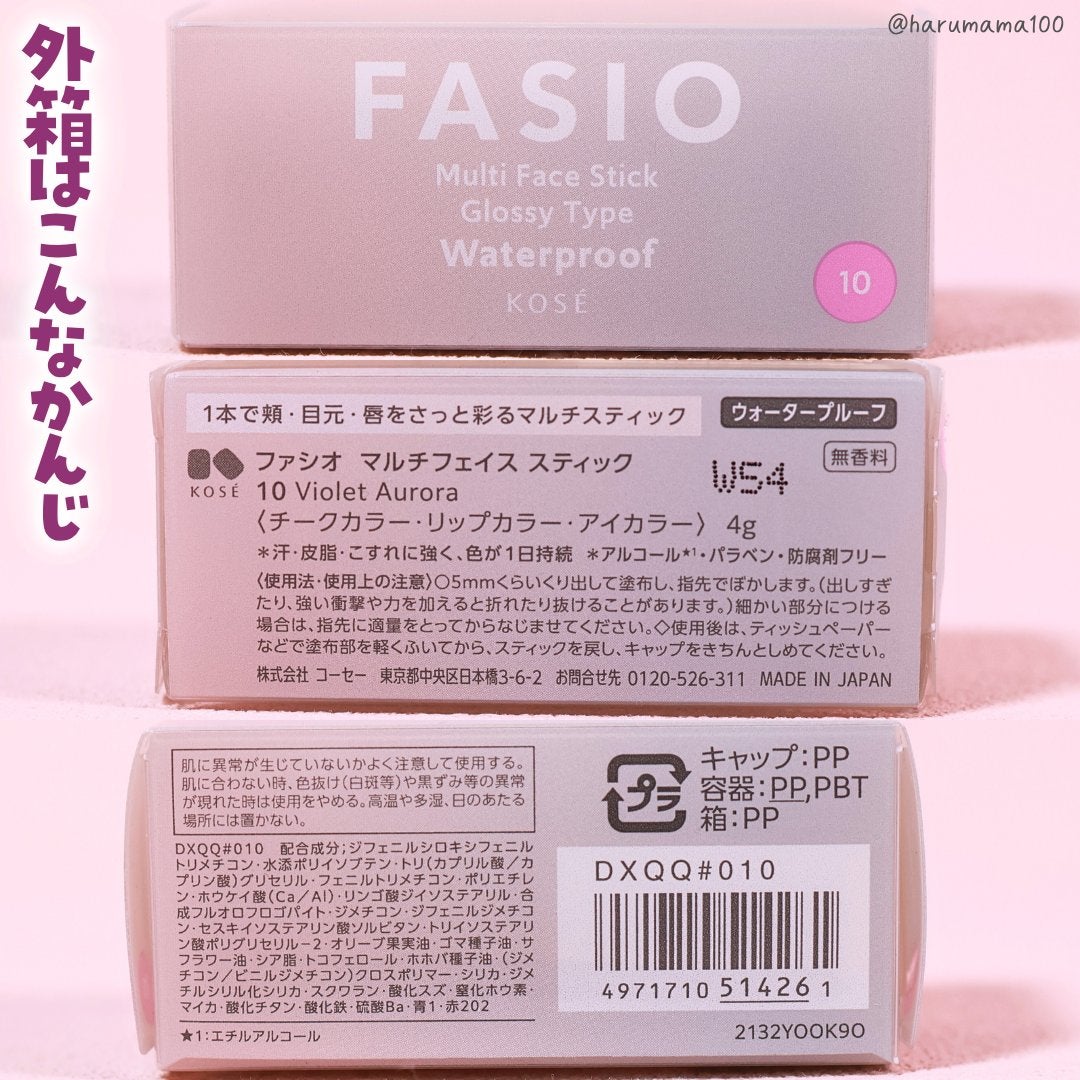 @harumama100
外箱はこんなかんじ
FASIO
Multi Face Stick
Glossy Type
Waterproof
KOSÉ
10
1本で頬・目元・唇をさっと彩るマルチスティック
ウォータープルーフ
KOSÉ
ファシオ マルチフェイス スティック
W54
無香料
10 Violet Aurora
〈チークカラー・リップカラー・アイカラー〉 4g
＊汗・皮脂・こすれに強く、色が1日持続 ＊アルコール★1・パラベン・防腐剤フリー
〈使用法・使用上の注意〉○5mmくらいくり出して塗布し、指先でぼかします。(出しすぎ
たり、強い衝撃や力を加えると折れたり抜けることがあります。)細かい部分につける
場合は、指先に適量をとってからなじませてください。◇使用後は、ティッシュペーパー
などで塗布部を軽くふいてから、スティックを戻し、キャップをきちんとしめてください。
株式会社 コーセー 東京都中央区日本橋3-6-2 お問合せ先 0120-526-311 MADE IN JAPAN
肌に異常が生じていないかよく注意して使用する。
肌に合わない時、色抜け(白斑等)や黒ずみ等の異常
が現れた時は使用をやめる。高温や多湿、日のあたる
場所には置かない。
DXQQ#010 配合成分;ジフェニルシロキシフェニル
トリメチコン・水添ポリイソブテン・トリ(カプリル酸／カ
プリン酸)グリセリル・フェニルトリメチコン・ポリエチレ
ン・ホウケイ酸(Ca／Al)・リンゴ酸ジイソステアリル・合
成フルオロフロゴパイト・ジメチコン・ジフェニルジメチコ
ン・セスキイソステアリン酸ソルビタン・トリイソステアリ
ン酸ポリグリセリル－2・オリーブ果実油・ゴマ種子油・サ
フラワー油・シア脂・トコフェロール・ホホバ種子油・(ジメ
チコン／ビニルジメチコン)クロスポリマー・シリカ・ジメ
チルシリル化シリカ・スクワラン・酸化スズ・窒化ホウ素・
マイカ・酸化チタン・酸化鉄・硫酸Ba・青1・赤202
★1:エチルアルコール
プラ
キャップ:PP
容器:PP,PBT
箱:PP
DXQQ#010
4971710 51426 1
2132YOOK9O